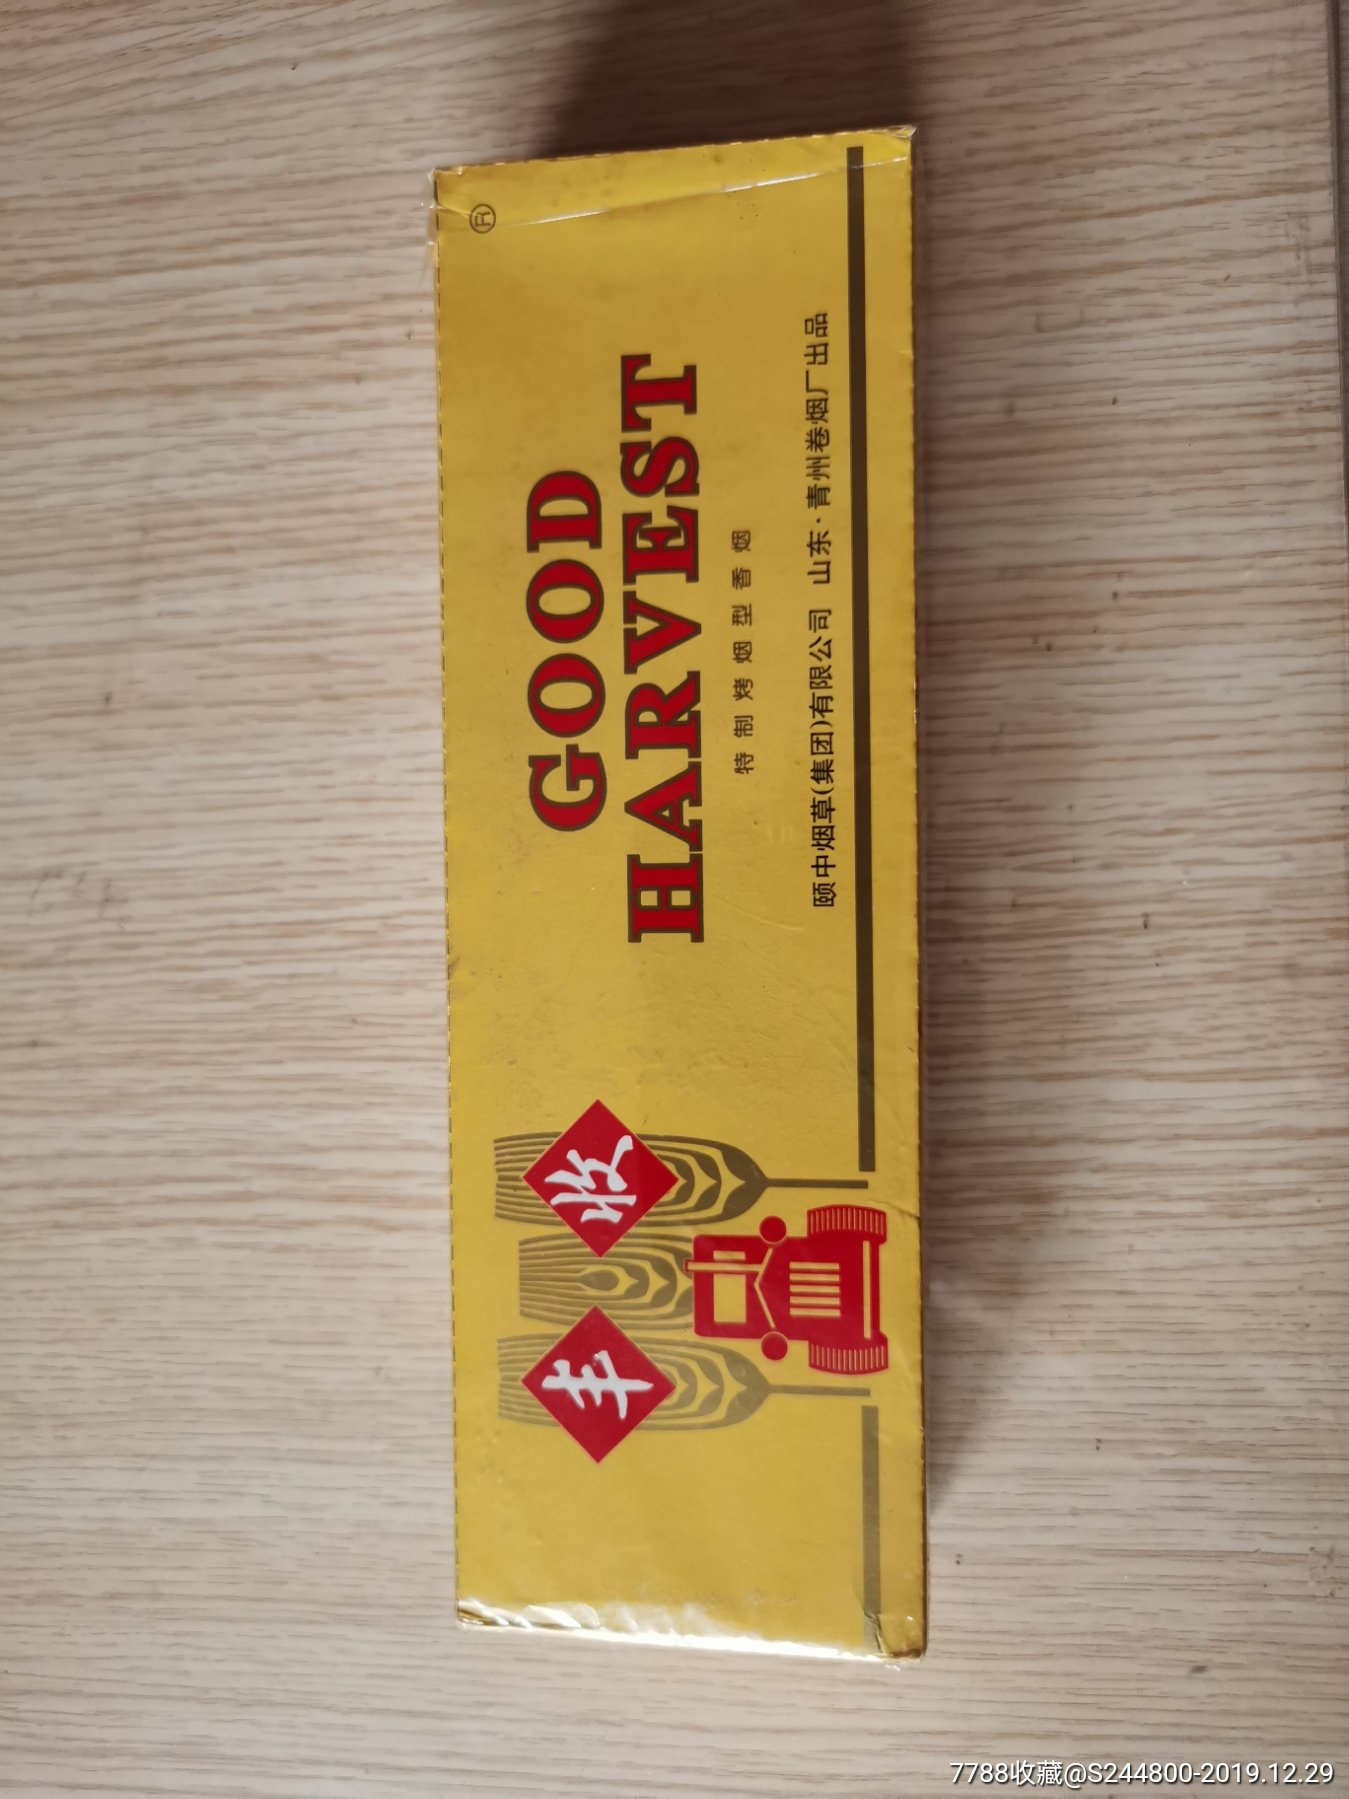 丰收
GOOD
HARVEST
®
特制烤烟型香烟
颐中烟草(集团)有限公司 山东·青州卷烟厂出品
7788收藏@S244800-2019.12.29